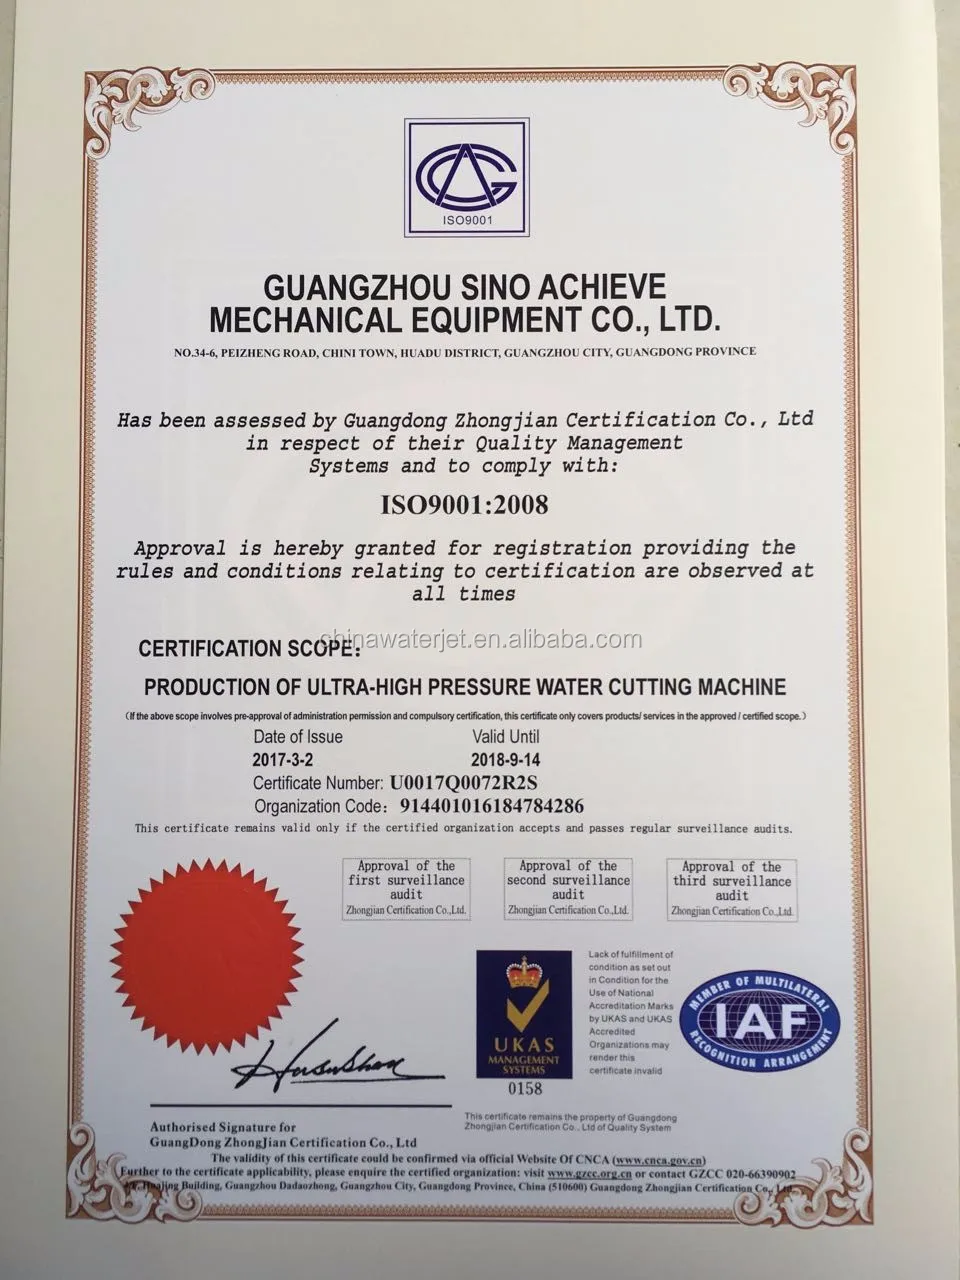 ISO9001
GUANGZHOU SINO ACHIEVE
MECHANICAL EQUIPMENT CO., LTD.
NO.34-6, PEIZHENG ROAD, CHINI TOWN, HUADU DISTRICT, GUANGZHOU CITY, GUANGDONG PROVINCE
Has been assessed by Guangdong Zhongjian Certification Co., Ltd
in respect of their Quality Management
Systems and to comply with:
ISO9001:2008
Approval is hereby granted for registration providing the
rules and conditions relating to certification are observed at
all times
chinawaterjet.en.alibaba.com
CERTIFICATION SCOPE:
PRODUCTION OF ULTRA-HIGH PRESSURE WATER CUTTING MACHINE
(If the above scope involves pre-approval of administration permission and compulsory certification, this certificate only covers products/ services in the approved / certified scope.)
Date of Issue Valid Until
2017-3-2 2018-9-14
Certificate Number: U0017Q0072R2S
Organization Code: 914401016184784286
This certificate remains valid only if the certified organization accepts and passes regular surveillance audits.
Approval of the
first surveillance
audit
Zhongjian Certification Co.,Ltd.
Approval of the
second surveillance
audit
Zhongjian Certification Co.,Ltd.
Approval of the
third surveillance
audit
Zhongjian Certification Co.,Ltd.
UKAS
MANAGEMENT
SYSTEMS
0158
Lack of fulfillment of
condition as set out
in Condition for the
Use of National
Accreditation Marks
by UKAS and UKAS
Accredited
Organizations may
render this
certificate invalid
MEMBER OF MULTILATERAL
IAF
RECOGNITION ARRANGEMENT
This certificate remains the property of Guangdong
Zhongjian Certification Co., Ltd of Quality System
Authorised Signature for
GuangDong ZhongJian Certification Co., Ltd
The validity of this certificate could be confirmed via official Website Of CNCA (www.cnca.gov.cn)
Further to the certificate applicability, please enquire the certified organization: visit www.gzcc.org.cn or contact GZCC 020-66390902
Building, Guangzhou Dadaozhong, Guangzhou City, Guangdong Province, China (510600) Guangdong Zhongjian Certification Co., Ltd.